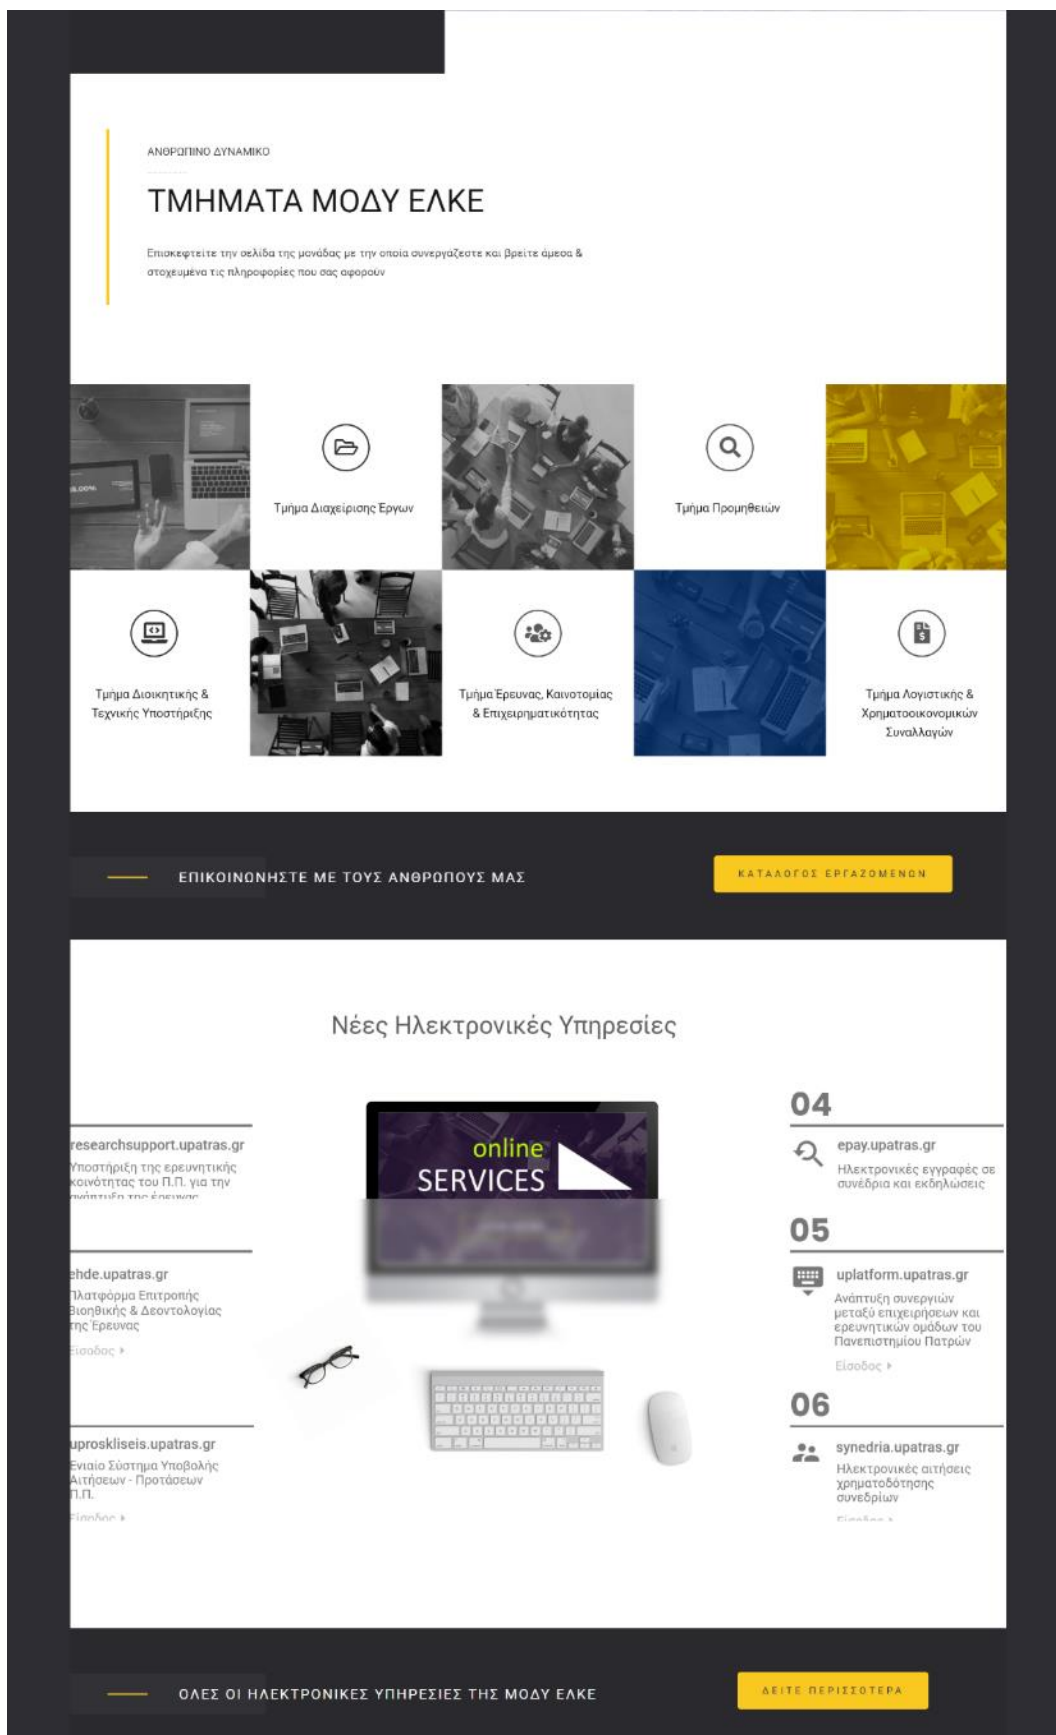 ΑΝΘΡΩΠΙΝΟ ΔΥΝΑΜΙΚΟ
ΤΜΗΜΑΤΑ ΜΟΔΥ ΕΛΚΕ
Επισκεφτείτε την σελίδα της μονάδας με την οποία συνεργάζεστε και βρείτε άμεσα &
στοχευμένα τις πληροφορίες που σας αφορούν
Τμήμα Διαχείρισης Έργων
Τμήμα Προμηθειών
Τμήμα Διοικητικής &
Τεχνικής Υποστήριξης
Τμήμα Έρευνας, Καινοτομίας
& Επιχειρηματικότητας
Τμήμα Λογιστικής &
Χρηματοοικονομικών
Συναλλαγών
ΕΠΙΚΟΙΝΩΝΗΣΤΕ ΜΕ ΤΟΥΣ ΑΝΘΡΩΠΟΥΣ ΜΑΣ
ΚΑΤΑΛΟΓΟΣ ΕΡΓΑΖΟΜΕΝΩΝ
Νέες Ηλεκτρονικές Υπηρεσίες
researchsupport.upatras.gr
Υποστήριξη της ερευνητικής
κοινότητας του Π.Π. για την
ανάπτυξη της έρευνας
ehde.upatras.gr
Πλατφόρμα Επιτροπής
Βιοηθικής & Δεοντολογίας
της Έρευνας
Είσοδος
uproskliseis.upatras.gr
Ενιαίο Σύστημα Υποβολής
Αιτήσεων - Προτάσεων
Π.Π.
Είσοδος
online
SERVICES
04
epay.upatras.gr
Ηλεκτρονικές εγγραφές σε
συνέδρια και εκδηλώσεις
05
uplatform.upatras.gr
Ανάπτυξη συνεργιών
μεταξύ επιχειρήσεων και
ερευνητικών ομάδων του
Πανεπιστημίου Πατρών
Είσοδος
06
synedria.upatras.gr
Ηλεκτρονικές αιτήσεις
χρηματοδότησης
συνεδρίων
Είσοδος
ΟΛΕΣ ΟΙ ΗΛΕΚΤΡΟΝΙΚΕΣ ΥΠΗΡΕΣΙΕΣ ΤΗΣ ΜΟΔΥ ΕΛΚΕ
ΔΕΙΤΕ ΠΕΡΙΣΣΟΤΕΡΑ